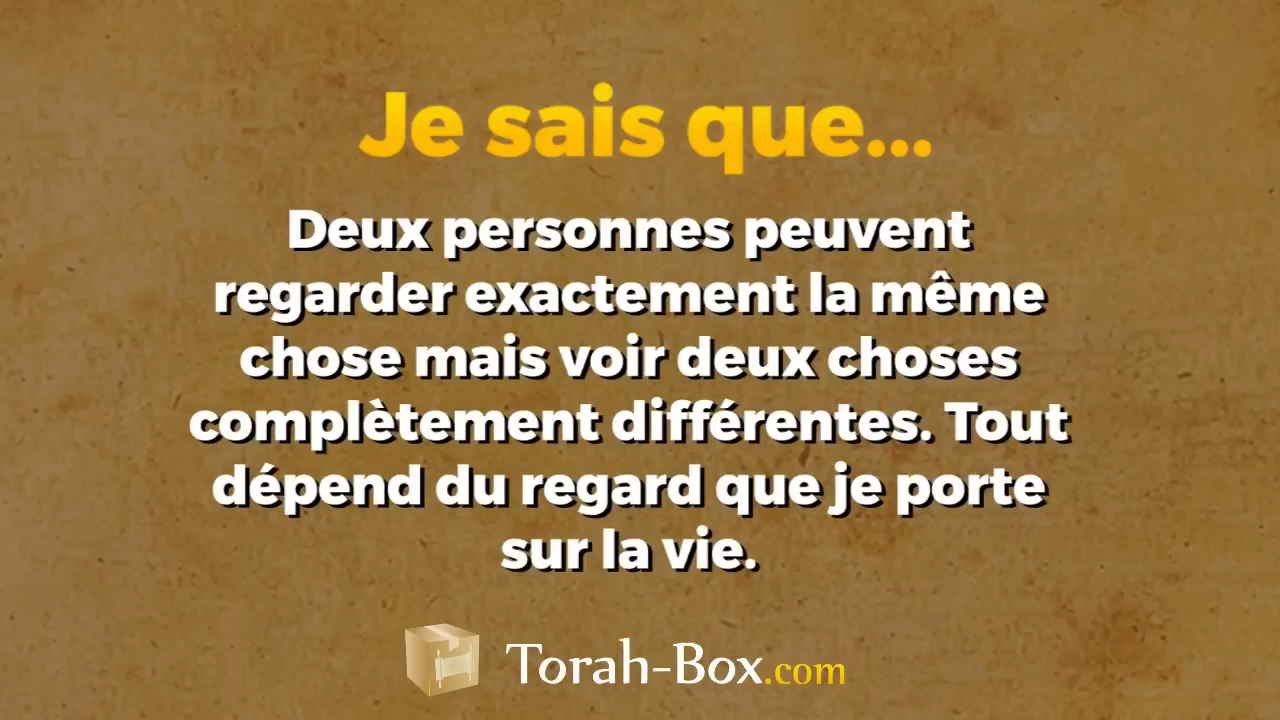 Je sais que...
Deux personnes peuvent
regarder exactement la même
chose mais voir deux choses
complètement différentes. Tout
dépend du regard que je porte
sur la vie.
Torah-Box.com